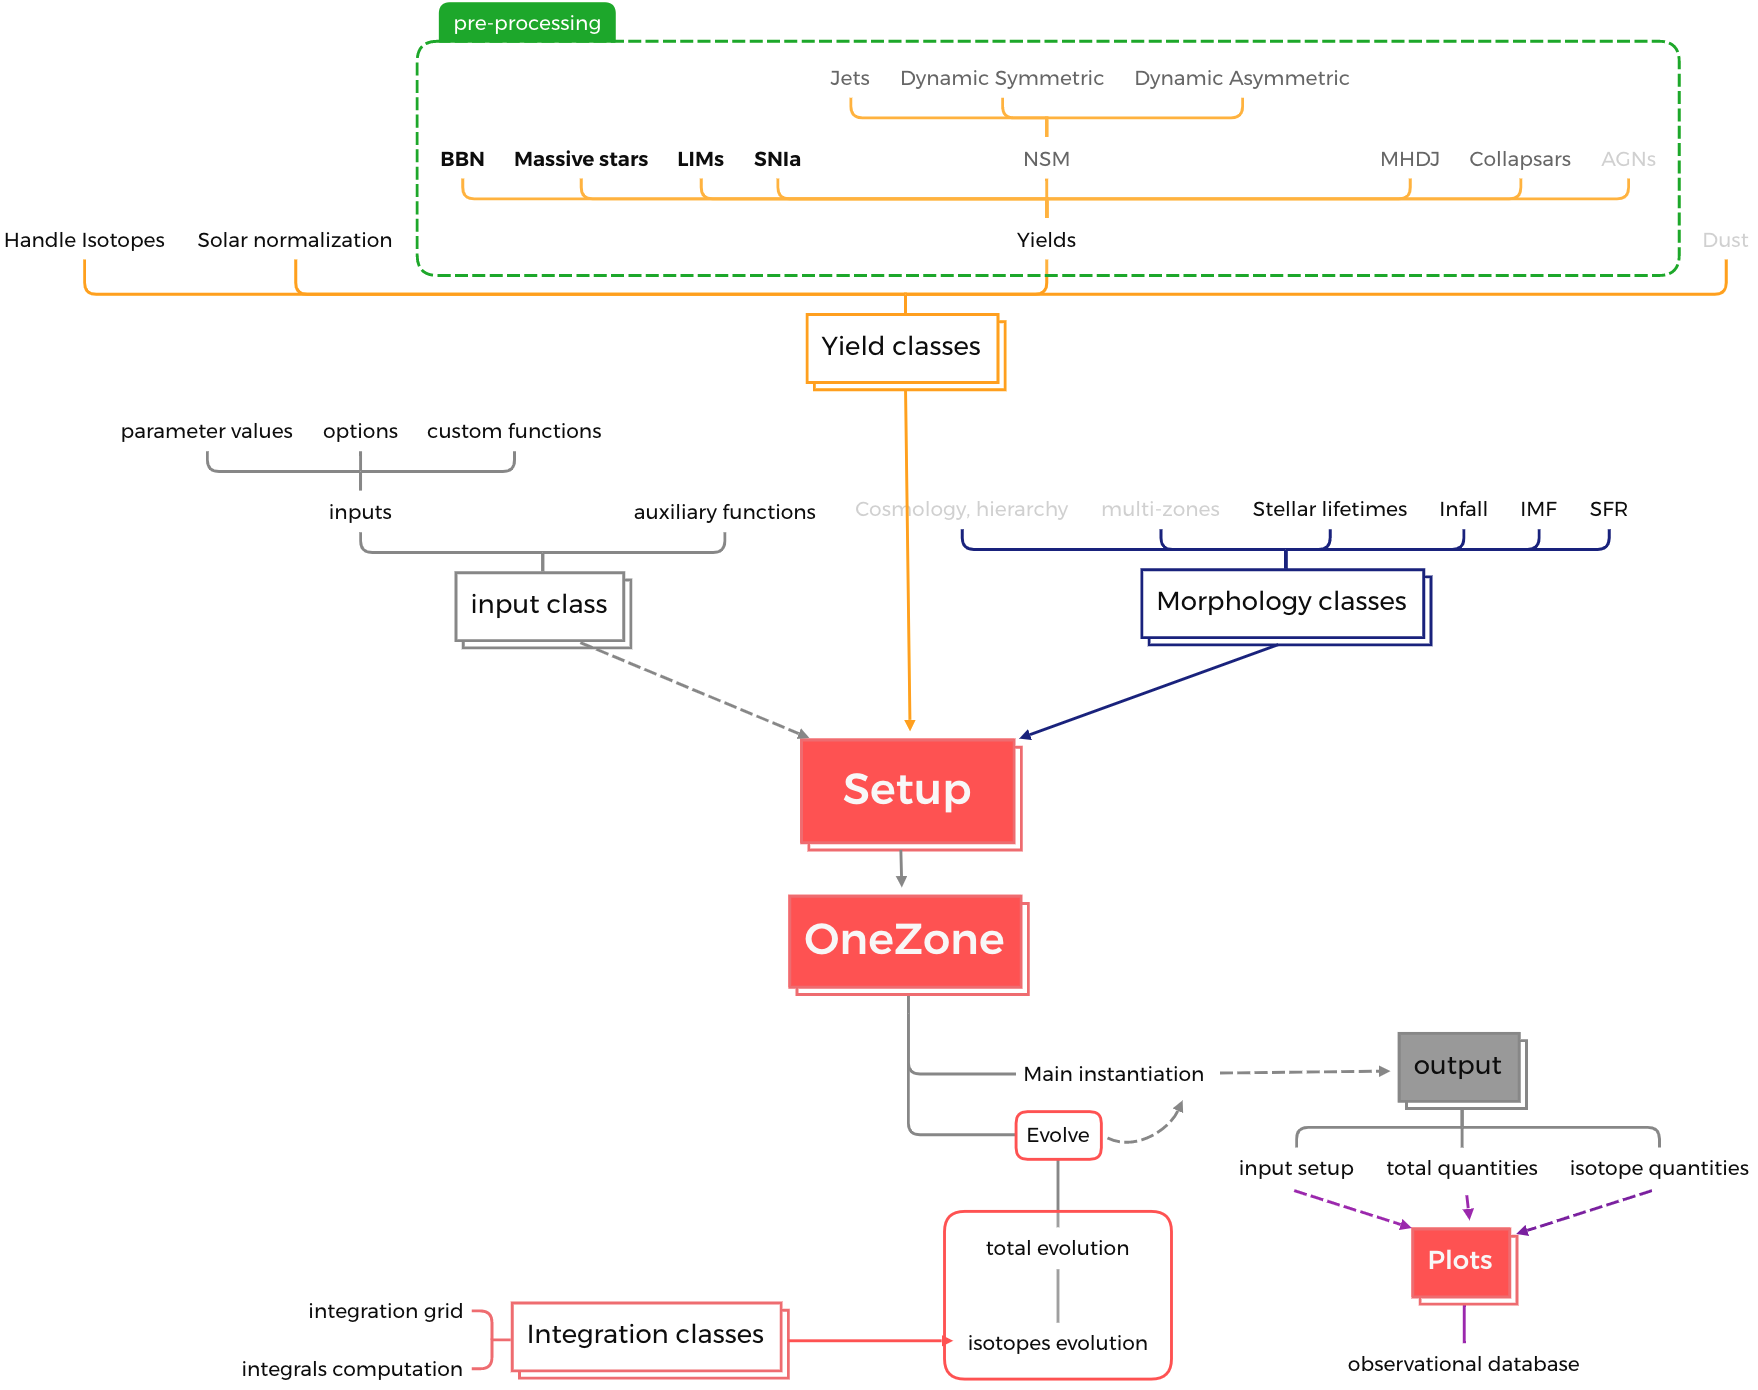 pre-processing
Jets Dynamic Symmetric Dynamic Asymmetric
BBN Massive stars LIMs SNIa NSM MHDJ Collapsars AGNs
Handle Isotopes Solar normalization Yields Dust
Yield classes
parameter values options custom functions
inputs auxiliary functions
Cosmology, hierarchy multi-zones Stellar lifetimes Infall IMF SFR
input class
Morphology classes
Setup
OneZone
Main instantiation
output
Evolve
input setup total quantities isotope quantities
total evolution
Plots
integration grid
Integration classes
isotopes evolution
integrals computation
observational database